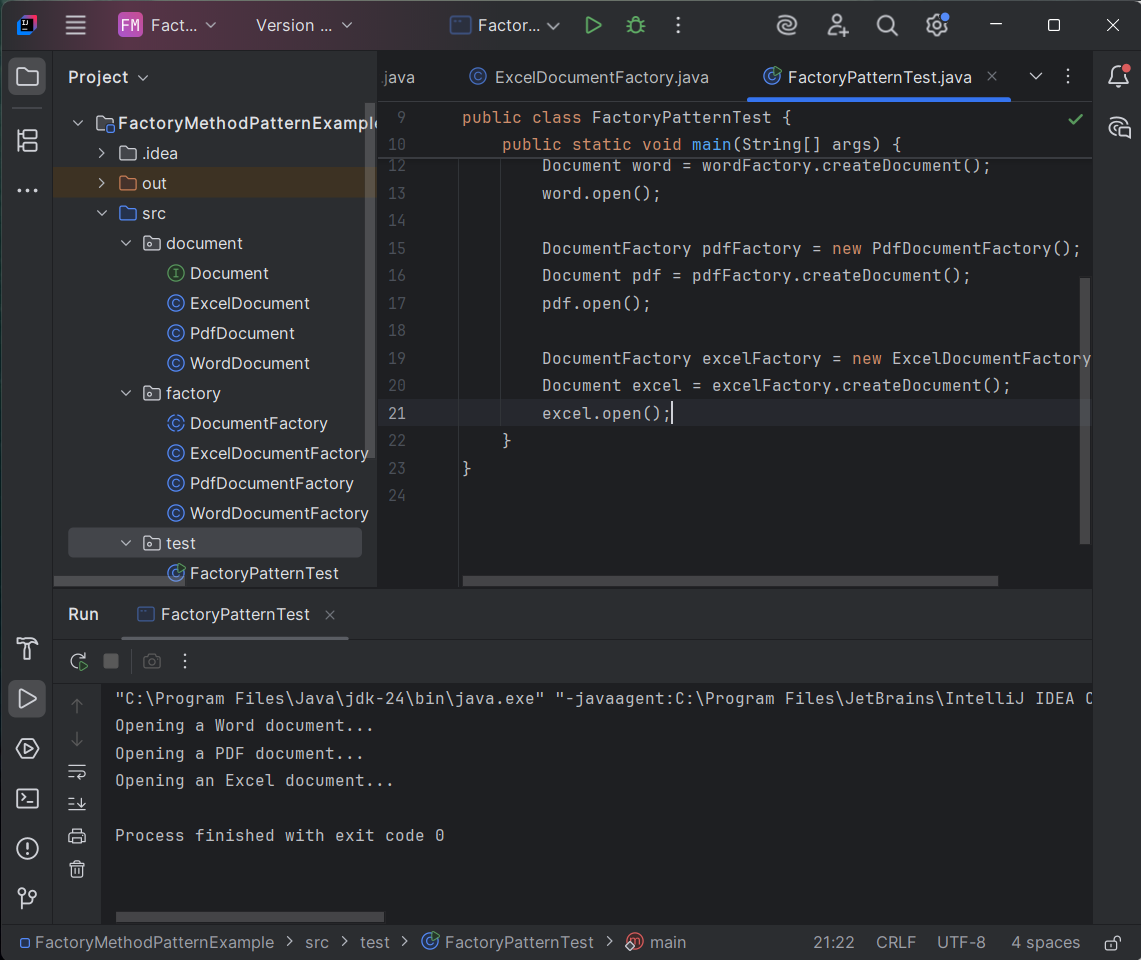 FM Fact... Version ... Factor...
Project
.java ExcelDocumentFactory.java FactoryPatternTest.java
FactoryMethodPatternExample
.idea
out
src
document
Document
ExcelDocument
PdfDocument
WordDocument
factory
DocumentFactory
ExcelDocumentFactory
PdfDocumentFactory
WordDocumentFactory
test
FactoryPatternTest
9 public class FactoryPatternTest {
10 public static void main(String[] args) {
12 Document word = wordFactory.createDocument();
13 word.open();
14
15 DocumentFactory pdfFactory = new PdfDocumentFactory();
16 Document pdf = pdfFactory.createDocument();
17 pdf.open();
18
19 DocumentFactory excelFactory = new ExcelDocumentFactory
20 Document excel = excelFactory.createDocument();
21 excel.open();
22 }
23 }
24
Run FactoryPatternTest
"C:\Program Files\Java\jdk-24\bin\java.exe" "-javaagent:C:\Program Files\JetBrains\IntelliJ IDEA C
Opening a Word document...
Opening a PDF document...
Opening an Excel document...
Process finished with exit code 0
FactoryMethodPatternExample > src > test > FactoryPatternTest > main 21:22 CRLF UTF-8 4 spaces